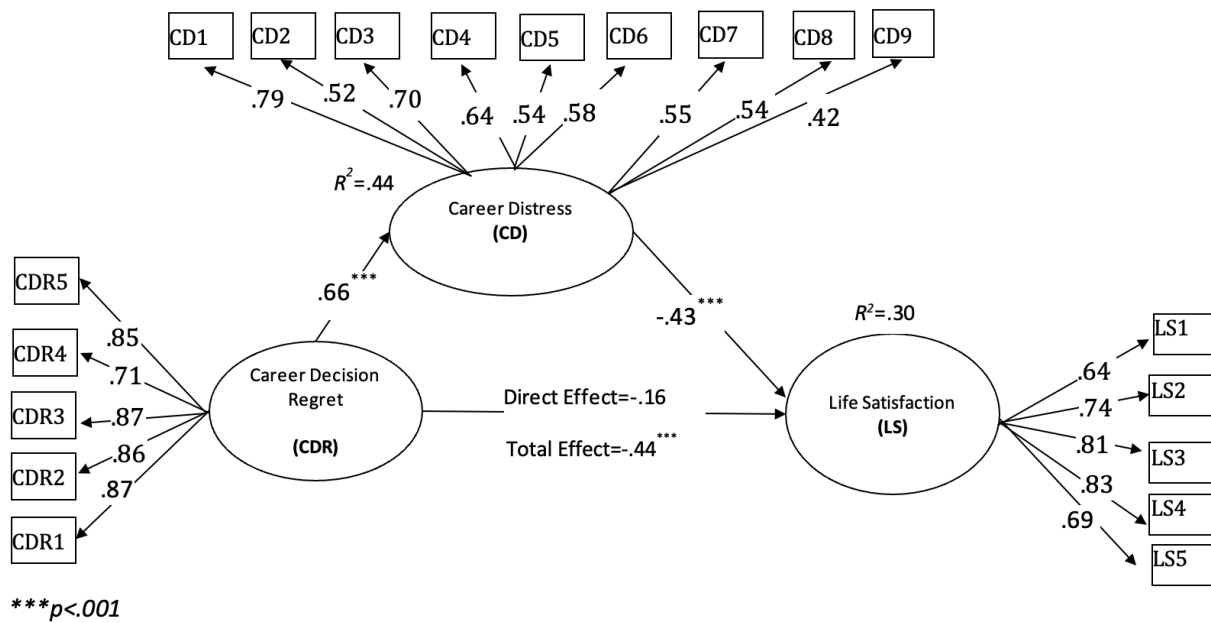 CD1 CD2 CD3 CD4 CD5 CD6 CD7 CD8 CD9
.79 .52 .70 .64 .54 .58 .55 .54 .42
R²=.44
Career Distress
(CD)
.66***
-.43***
CDR5
CDR4
CDR3
CDR2
CDR1
.85
.71
.87
.86
.87
Career Decision
Regret
(CDR)
Direct Effect=-.16
Total Effect=-.44***
R²=.30
Life Satisfaction
(LS)
.64
.74
.81
.83
.69
LS1
LS2
LS3
LS4
LS5
***p<.001